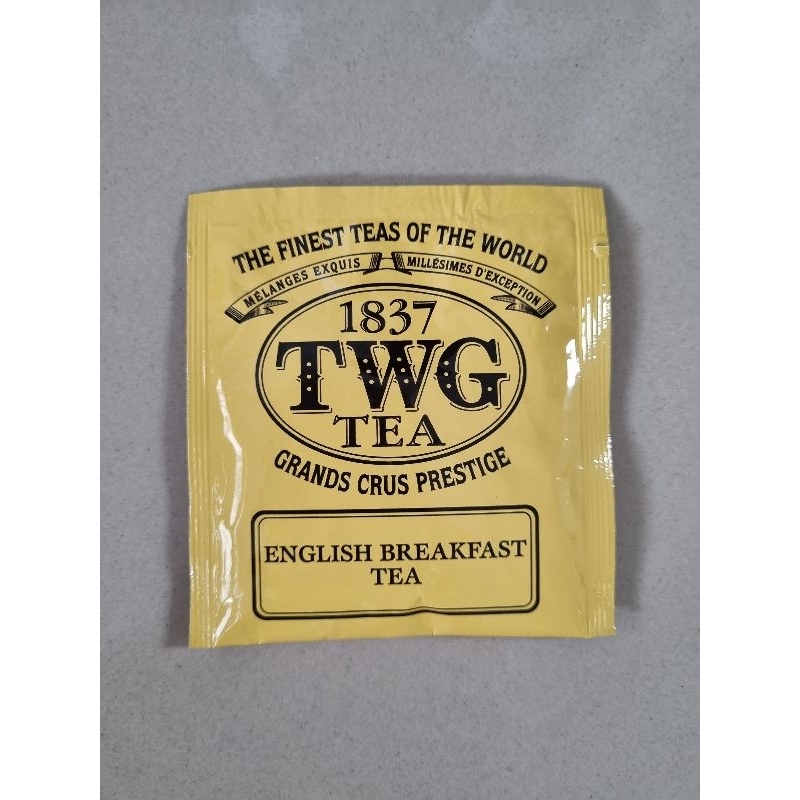 THE FINEST TEAS OF THE WORLD
MÉLANGES EXQUIS MILLÉSIMES D'EXCEPTION
1837
TWG
TEA
GRANDS CRUS PRESTIGE
ENGLISH BREAKFAST
TEA